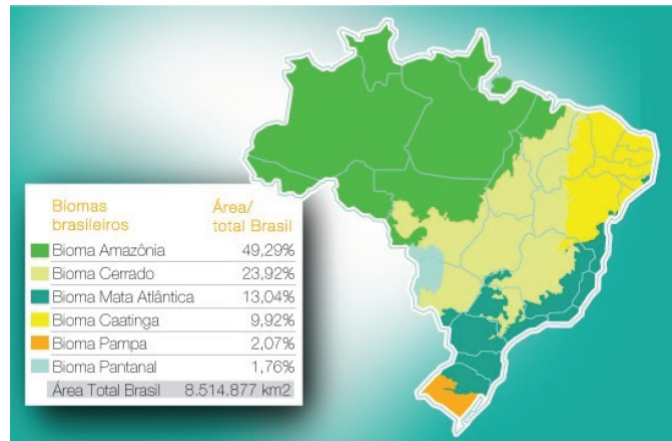 Biomas brasileiros Área/ total Brasil
Bioma Amazônia 49,29%
Bioma Cerrado 23,92%
Bioma Mata Atlântica 13,04%
Bioma Caatinga 9,92%
Bioma Pampa 2,07%
Bioma Pantanal 1,76%
Área Total Brasil 8.514.877 km2